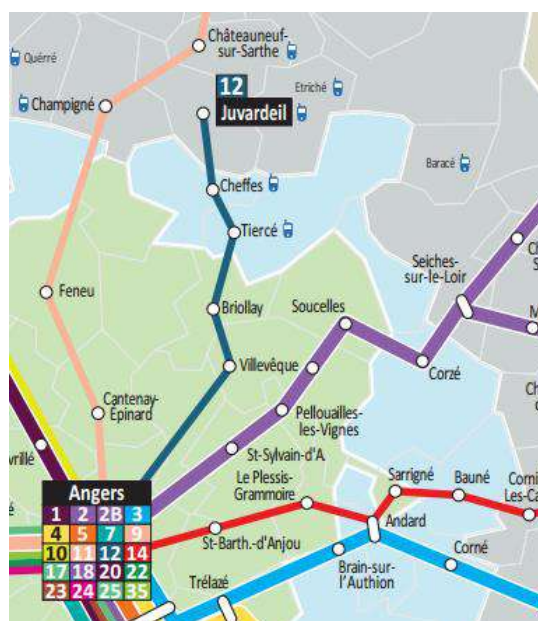 Châteauneuf-
sur-Sarthe
Quérré
12
Juvardeil
Etriché
Champigné
Baracé
Cheffes
Tiercé
Seiches-
sur-le-Loir
Feneu
Briollay
Soucelles
Villevêque
Corzé
Cantenay-
Épinard
Pellouailles-
les-Vignes
St-Sylvain-d'A.
Le Plessis-
Grammoire
Sarrigné
Bauné
Angers
1 2 2B 3
4 5 7 9
10 11 12 14
17 18 20 22
23 24 25 35
St-Barth.-d'Anjou
Andard
Brain-sur-
l'Authion
Corné
Trélazé